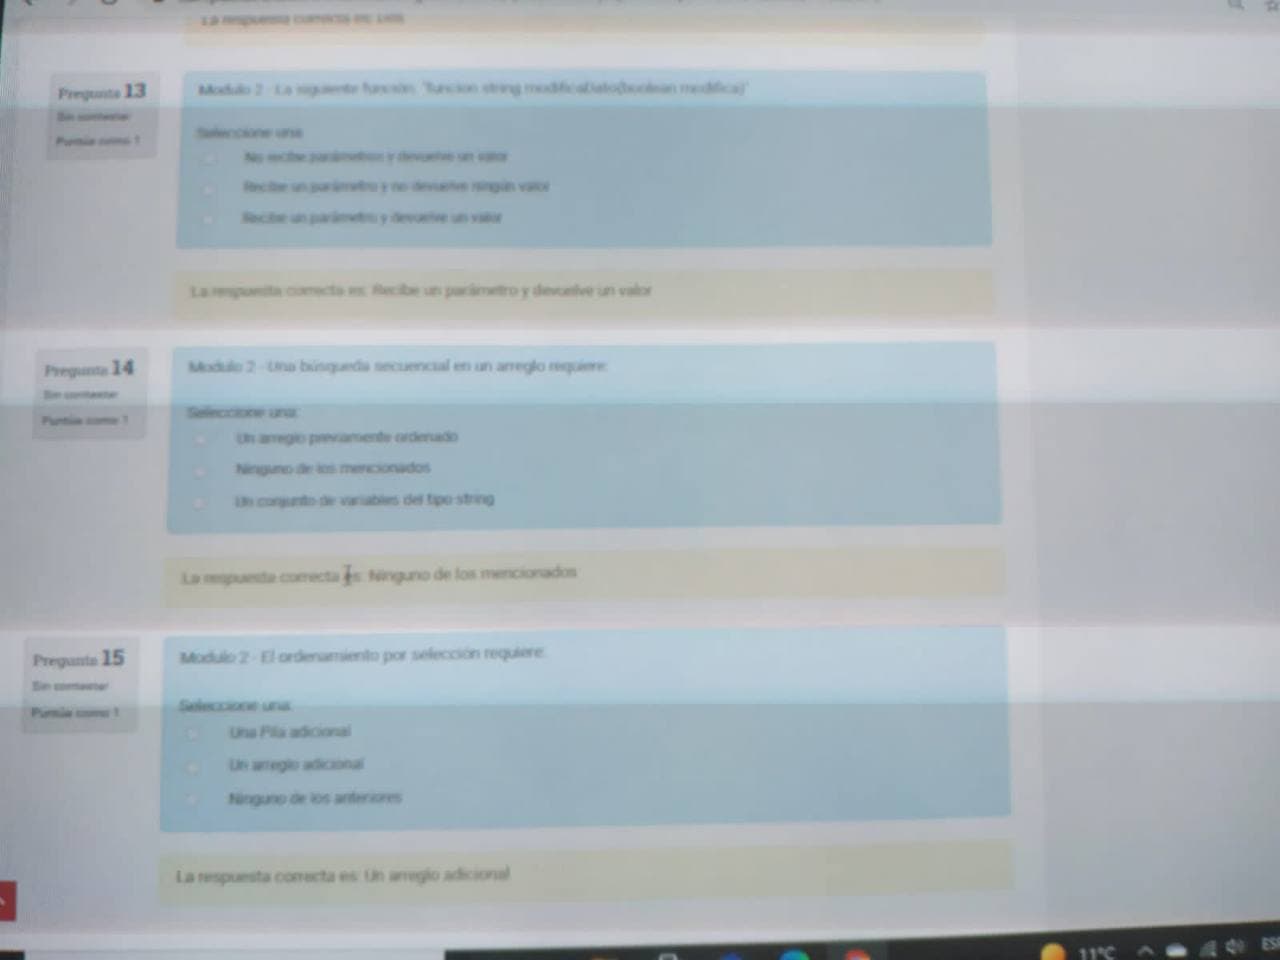 La respuesta correcta es: Dos
Pregunta 13
Sin contestar
Puntúa como 1
Modulo 2 - La siguiente función: "funcion string modificaDato(boolean modifica)"
Seleccione una:
No recibe parámetros y devuelve un valor
Recibe un parámetro y no devuelve ningún valor
Recibe un parámetro y devuelve un valor
La respuesta correcta es: Recibe un parámetro y devuelve un valor
Pregunta 14
Sin contestar
Puntúa como 1
Modulo 2 - Una búsqueda secuencial en un arreglo requiere:
Seleccione una:
Un arreglo previamente ordenado
Ninguno de los mencionados
Un conjunto de variables del tipo string
La respuesta correcta es: Ninguno de los mencionados
Pregunta 15
Sin contestar
Puntúa como 1
Modulo 2 - El ordenamiento por selección requiere:
Seleccione una:
Una Pila adicional
Un arreglo adicional
Ninguno de los anteriores
La respuesta correcta es: Un arreglo adicional
11°C